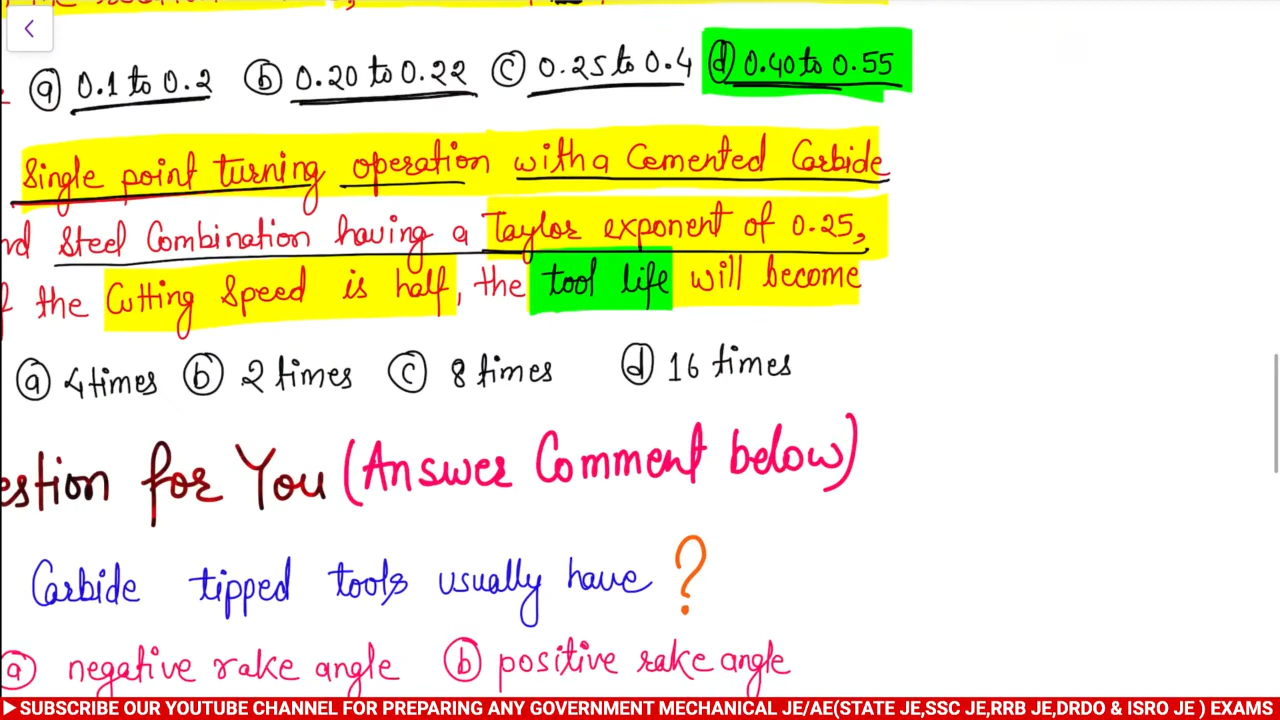 ⓐ 0.1 to 0.2 ⓑ 0.20 to 0.22 ⓒ 0.25 to 0.4 ⓓ 0.40 to 0.55
Single point turning operation with a Cemented Carbide
Steel Combination having a Taylor exponent of 0.25,
the Cutting Speed is half, the tool life will become
ⓐ 4 times ⓑ 2 times ⓒ 8 times ⓓ 16 times
estion for You (Answer Comment below)
Carbide tipped tools usually have ?
ⓐ negative rake angle ⓑ positive rake angle
▶ SUBSCRIBE OUR YOUTUBE CHANNEL FOR PREPARING ANY GOVERNMENT MECHANICAL JE/AE(STATE JE,SSC JE,RRB JE,DRDO & ISRO JE ) EXAMS